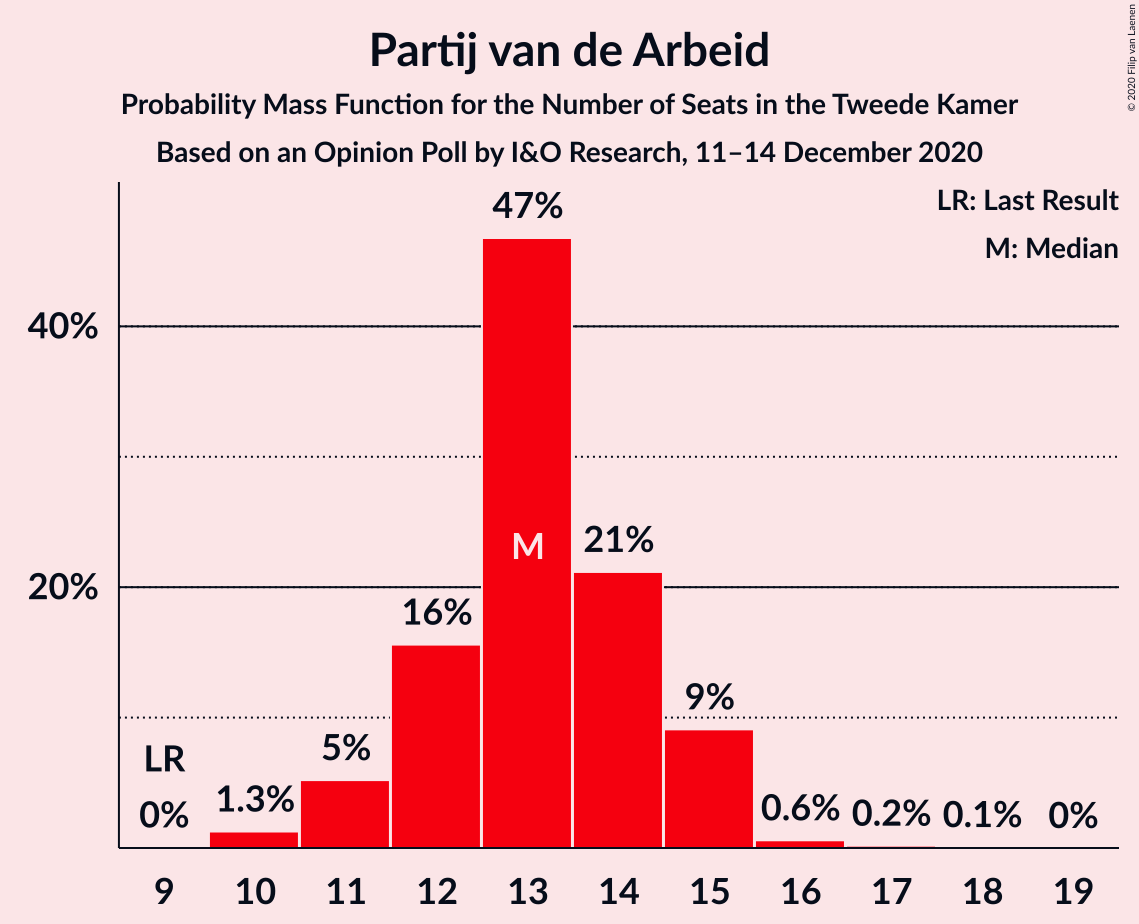 Partij van de Arbeid
Probability Mass Function for the Number of Seats in the Tweede Kamer
Based on an Opinion Poll by I&O Research, 11–14 December 2020
© 2020 Filip van Laenen
LR: Last Result
M: Median
47%
40%
M
21%
20%
16%
9%
5%
LR
0%
1.3%
0.6%
0.2%
0.1%
0%
9 10 11 12 13 14 15 16 17 18 19